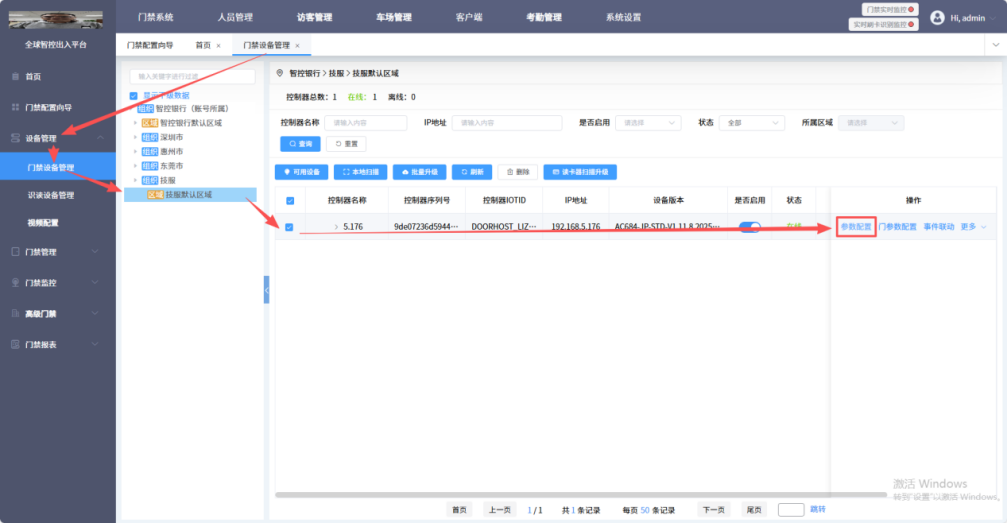 门禁系统
人员管理
访客管理
车场管理
客户端
考勤管理
系统设置
门禁实时监控
实时刷卡识别监控
Hi, admin
全球智控出入平台
首页
门禁配置向导
设备管理
门禁设备管理
识读设备管理
视频配置
门禁管理
门禁监控
高级门禁
门禁报表
门禁配置向导
首页 ×
门禁设备管理 ×
输入关键字进行过滤
显示下级数据
组织 智控银行（账号所属）
区域 智控银行默认区域
组织 深圳市
组织 惠州市
组织 东莞市
组织 技服
区域 技服默认区域
智控银行 > 技服 > 技服默认区域
控制器总数： 1 在线： 1 离线： 0
控制器名称 请输入内容
IP地址 请输入内容
是否启用 请选择
状态 全部
所属区域 请选择
查询
重置
可用设备
本地扫描
批量升级
刷新
删除
读卡器扫描升级
控制器名称 控制器序列号 控制器IOTID IP地址 设备版本 是否启用 状态 操作
5.176 9de07236d5944··· DOORHOST_LIZ··· 192.168.5.176 AC684-IP-STD-V1.11.8.2025··· 在线 参数配置 门参数配置 事件联动 更多
激活 Windows
转到"设置"以激活 Windows。
首页 上一页 1 / 1 共 1 条记录 每页 50 条记录 下一页 尾页 跳转